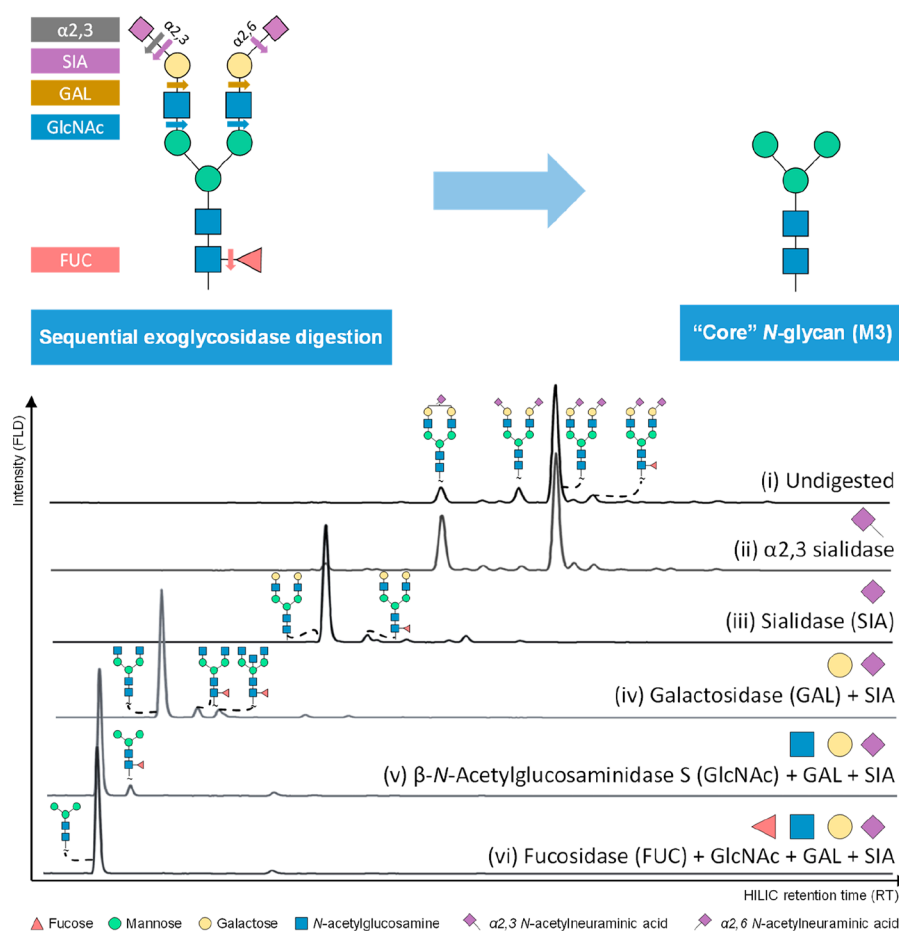 α2,3
SIA
GAL
GlcNAc
FUC
α2,3
α2,6
Sequential exoglycosidase digestion
“Core” N-glycan (M3)
Intensity (FLD)
(i) Undigested
(ii) α2,3 sialidase
(iii) Sialidase (SIA)
(iv) Galactosidase (GAL) + SIA
(v) β-N-Acetylglucosaminidase S (GlcNAc) + GAL + SIA
(vi) Fucosidase (FUC) + GlcNAc + GAL + SIA
HILIC retention time (RT)
Fucose Mannose Galactose N-acetylglucosamine α2,3 N-acetylneuraminic acid α2,6 N-acetylneuraminic acid